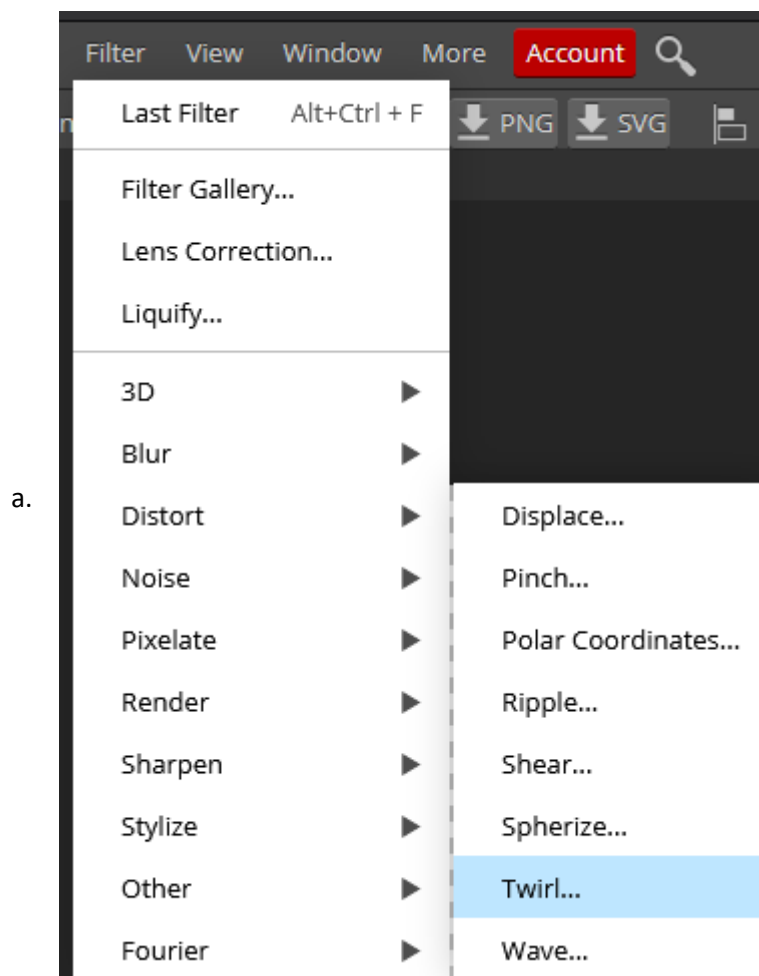 Filter View Window More Account
n
Last Filter Alt+Ctrl + F
PNG SVG
Filter Gallery...
Lens Correction...
Liquify...
3D
Blur
a.
Distort
Noise
Pixelate
Render
Sharpen
Stylize
Other
Fourier
Displace...
Pinch...
Polar Coordinates...
Ripple...
Shear...
Spherize...
Twirl...
Wave...